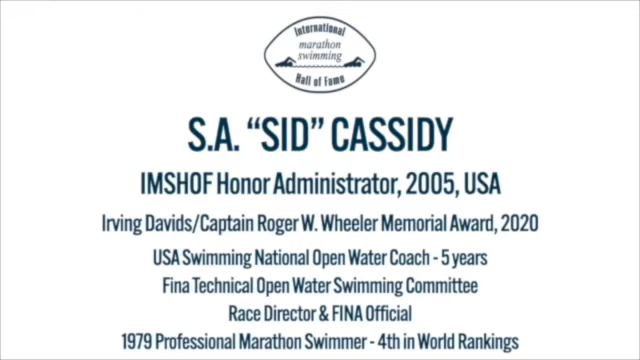 International
marathon
swimming
Hall of Fame
S.A. “SID” CASSIDY
IMSHOF Honor Administrator, 2005, USA
Irving Davids/Captain Roger W. Wheeler Memorial Award, 2020
USA Swimming National Open Water Coach - 5 years
Fina Technical Open Water Swimming Committee
Race Director & FINA Official
1979 Professional Marathon Swimmer - 4th in World Rankings